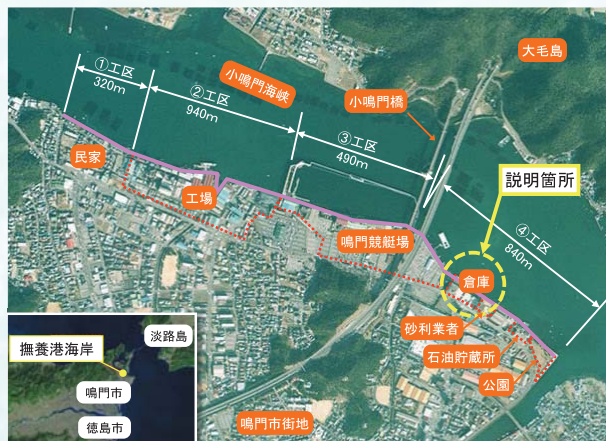 大毛島
①工区
320m
②工区
940m
小鳴門海峡
小鳴門橋
③工区
490m
説明箇所
民家
工場
④工区
840m
鳴門競艇場
倉庫
砂利業者
石油貯蔵所
公園
淡路島
撫養港海岸
鳴門市
徳島市
鳴門市街地